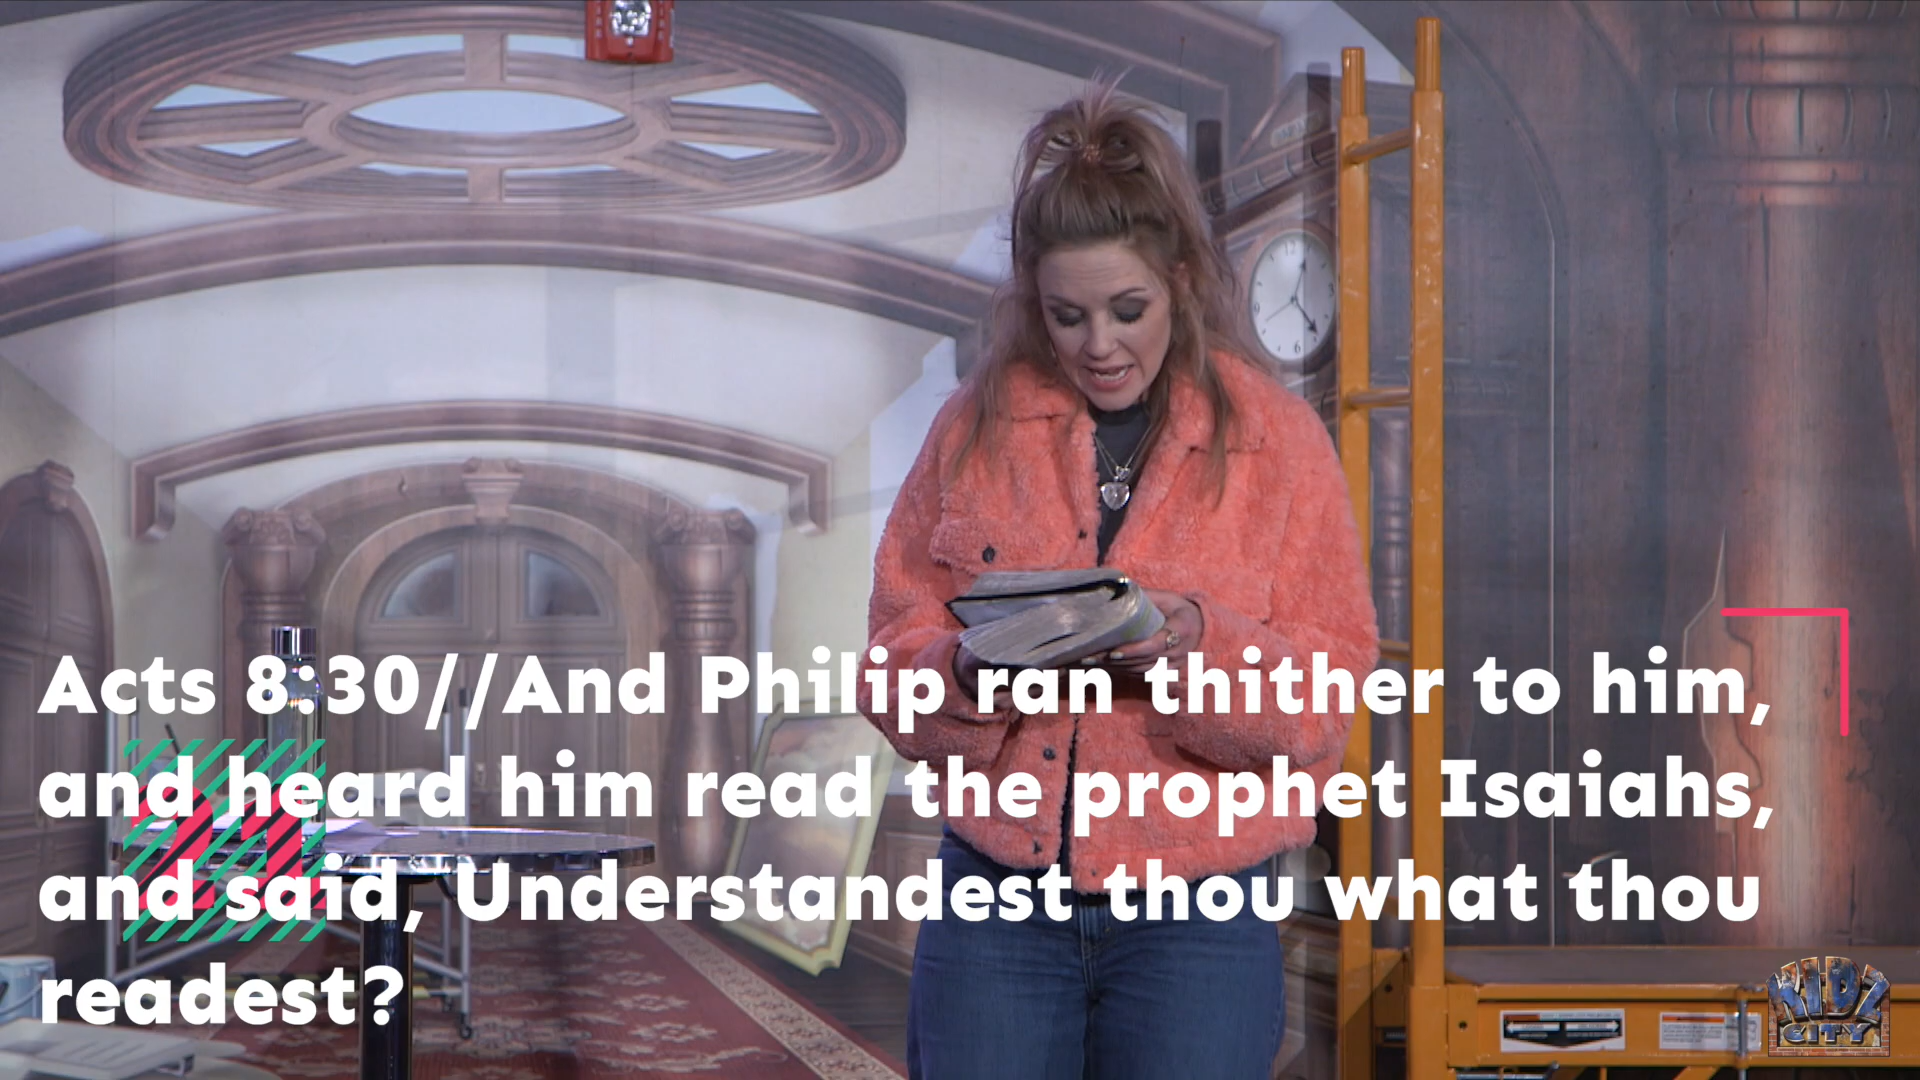 Acts 8:30//And Philip ran thither to him,
and heard him read the prophet Isaiahs,
and said, Understandest thou what thou
readest?
KIDZ
CITY